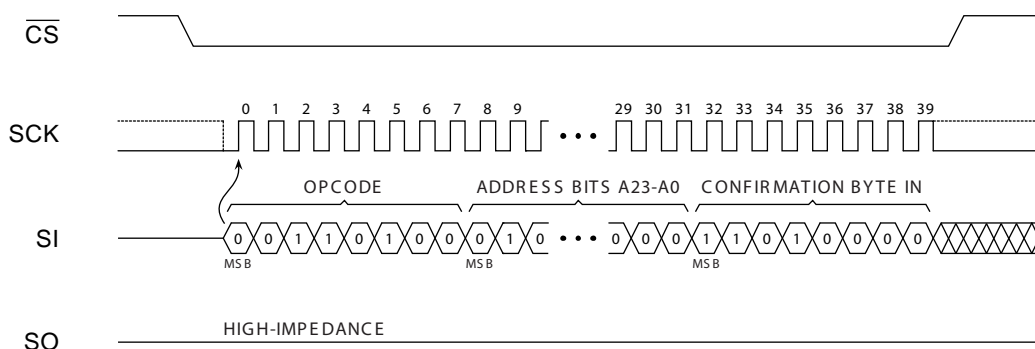 CS
0 1 2 3 4 5 6 7 8 9 29 30 31 32 33 34 35 36 37 38 39
SCK
OPCODE ADDRESS BITS A23-A0 CONFIRMATION BYTE IN
SI 0 0 1 1 0 1 0 0 0 1 0 0 0 0 1 1 0 1 0 0 0 0
MSB MSB MSB
HIGH-IMPEDANCE
SO